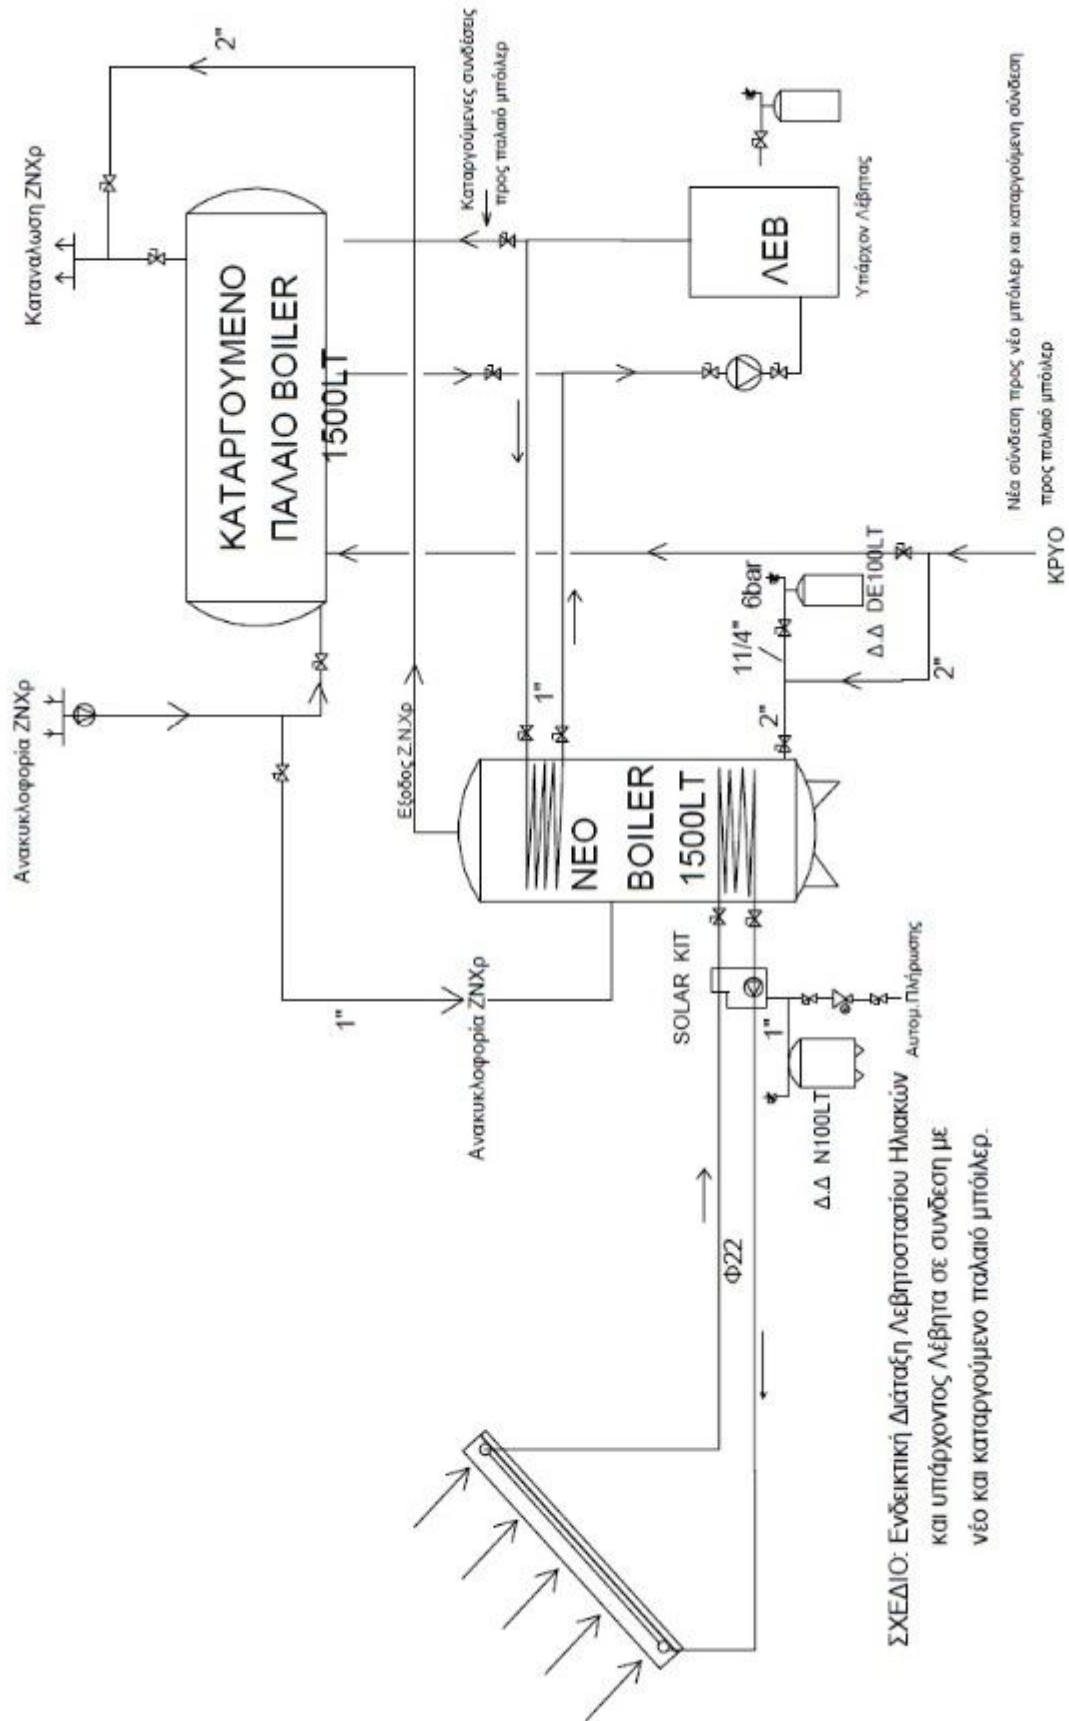 Κατανάλωση ΖΝΧρ
2"
Ανακυκλοφορία ΖΝΧρ
ΚΑΤΑΡΓΟΥΜΕΝΟ
ΠΑΛΑΙΟ BOILER
1500LT
Καταργούμενες συνδέσεις
προς παλαιό μπόιλερ
1"
Ανακυκλοφορία ΖΝΧρ
Εξοδος Ζ.Ν.Χρ
1"
ΝΕΟ
BOILER
1500LT
ΛΕΒ
Υπάρχον Λέβητας
SOLAR KIT
2"
11/4"
6bar
Δ.Δ DE100LT
2"
Νέα σύνδεση προς νέο μπόιλερ και καταργούμενη σύνδεση
προς παλαιό μπόιλερ
ΚΡΥΟ
Φ22
1"
Δ.Δ N100LT
Αυτομ.Πλήρωσης
ΣΧΕΔΙΟ: Ενδεικτική Διάταξη Λεβητοστασίου Ηλιακών
και υπάρχοντος Λέβητα σε συνδεση με
νέο και καταργούμενο παλαιό μπόιλερ.